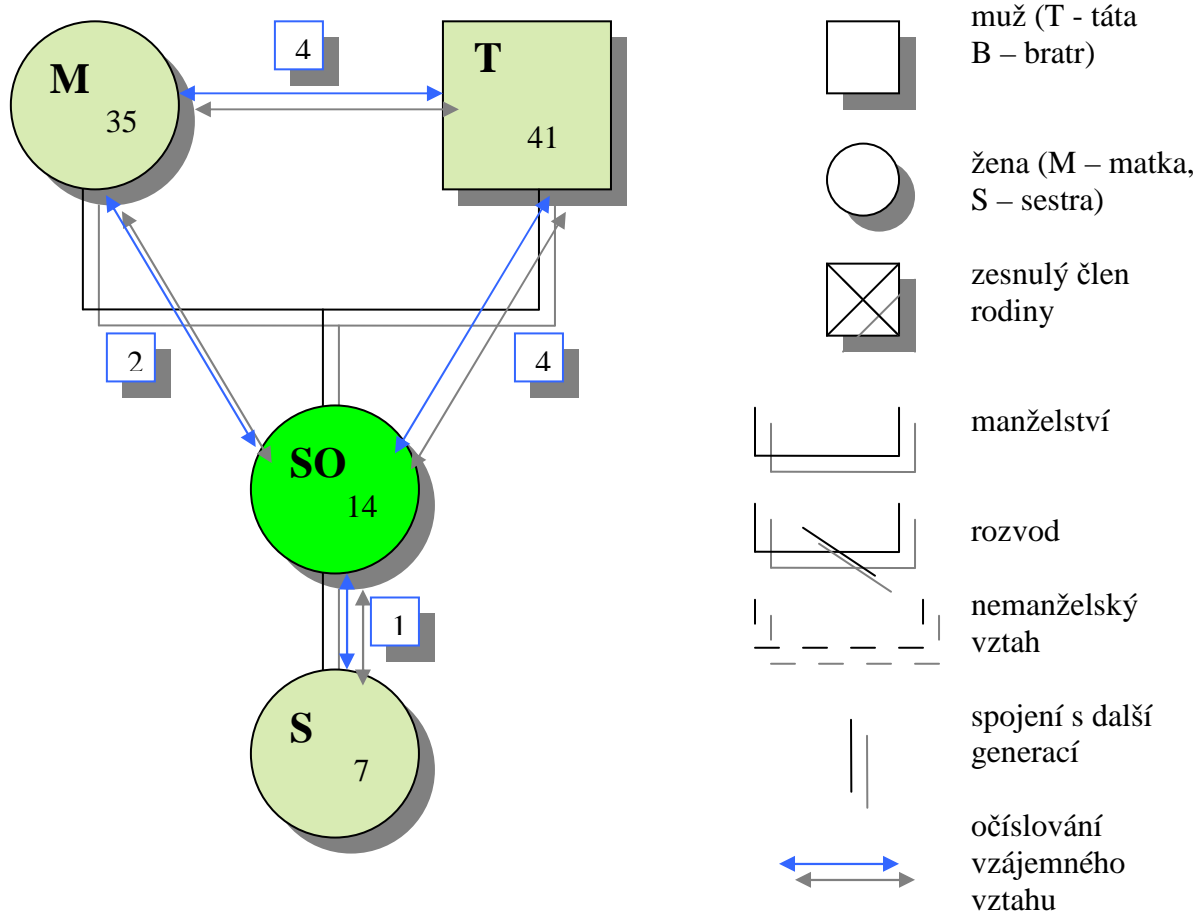 M
35
4
T
41
2
4
SO
14
1
S
7
muž (T - táta
B – bratr)
žena (M – matka,
S – sestra)
zesnulý člen
rodiny
manželství
rozvod
nemanželský
vztah
spojení s další
generací
očíslování
vzájemného
vztahu